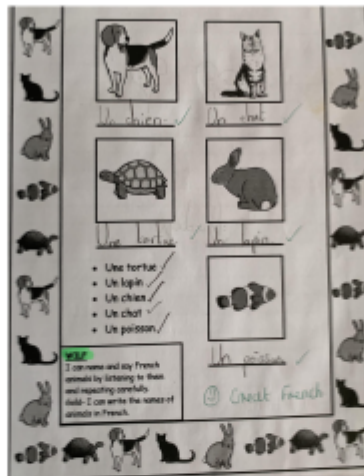 Un chien
Un chat
Une tortue
Un lapin
• Une tortue
• Un lapin
• Un chien
• Un chat
• Un poisson
Un poisson
WILF
I can name and say French
animals by listening to them
and repeating carefully.
Gold- I can write the names of
animals in French.
French